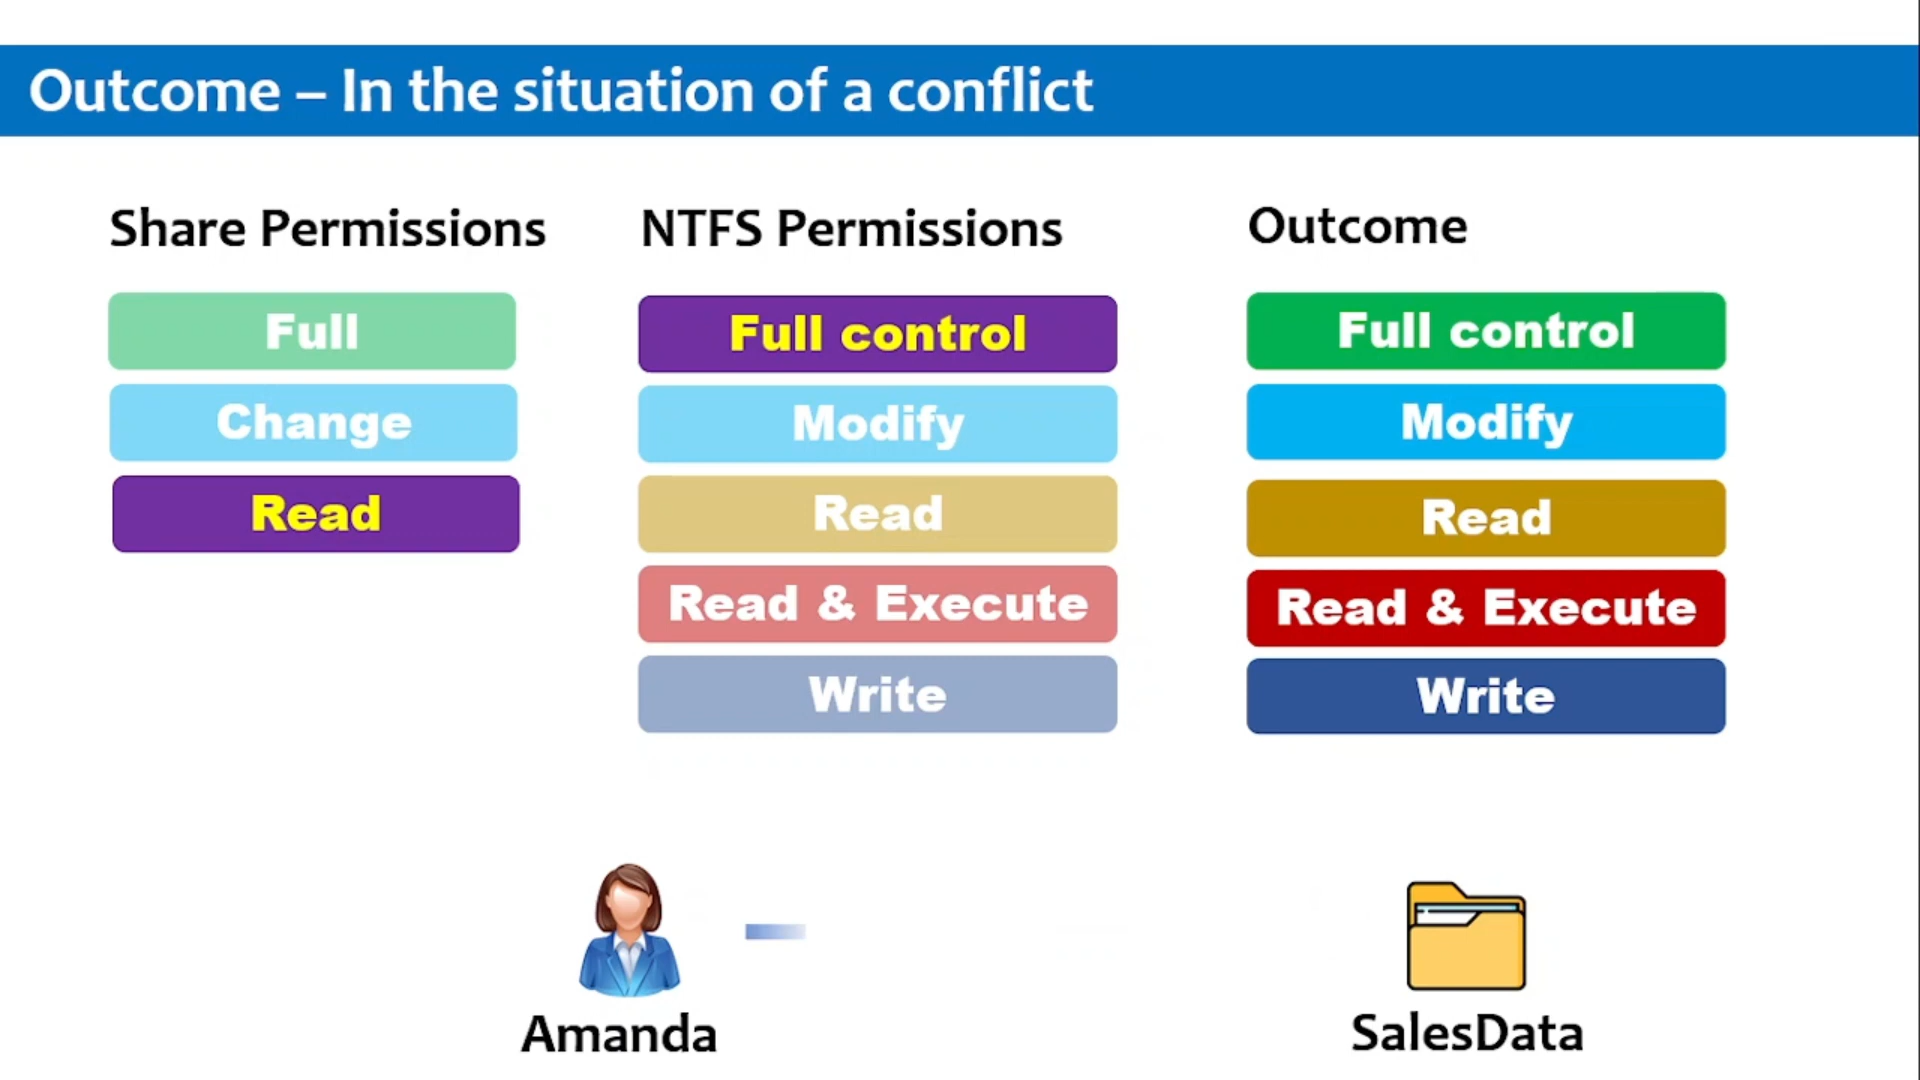 Outcome – In the situation of a conflict
Share Permissions
Full
Change
Read
NTFS Permissions
Full control
Modify
Read
Read & Execute
Write
Outcome
Full control
Modify
Read
Read & Execute
Write
Amanda
SalesData